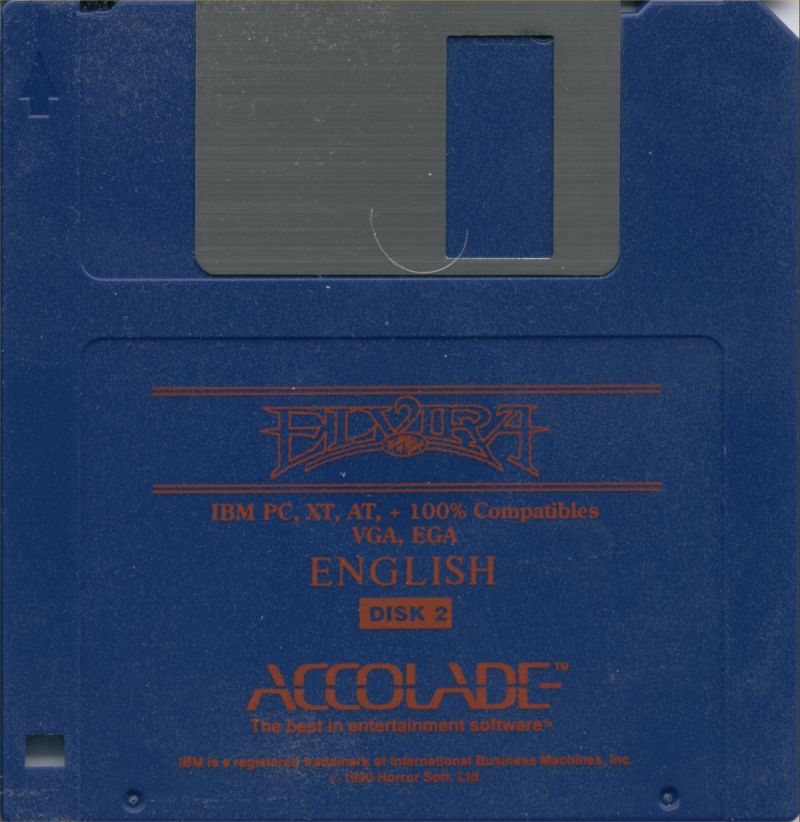 ELVIRA
IBM PC, XT, AT, + 100% Compatibles
VGA, EGA
ENGLISH
DISK 2
ACCOLADE™
The best in entertainment software™
IBM is a registered trademark of International Business Machines, Inc.
© 1990 Horror Soft, Ltd.